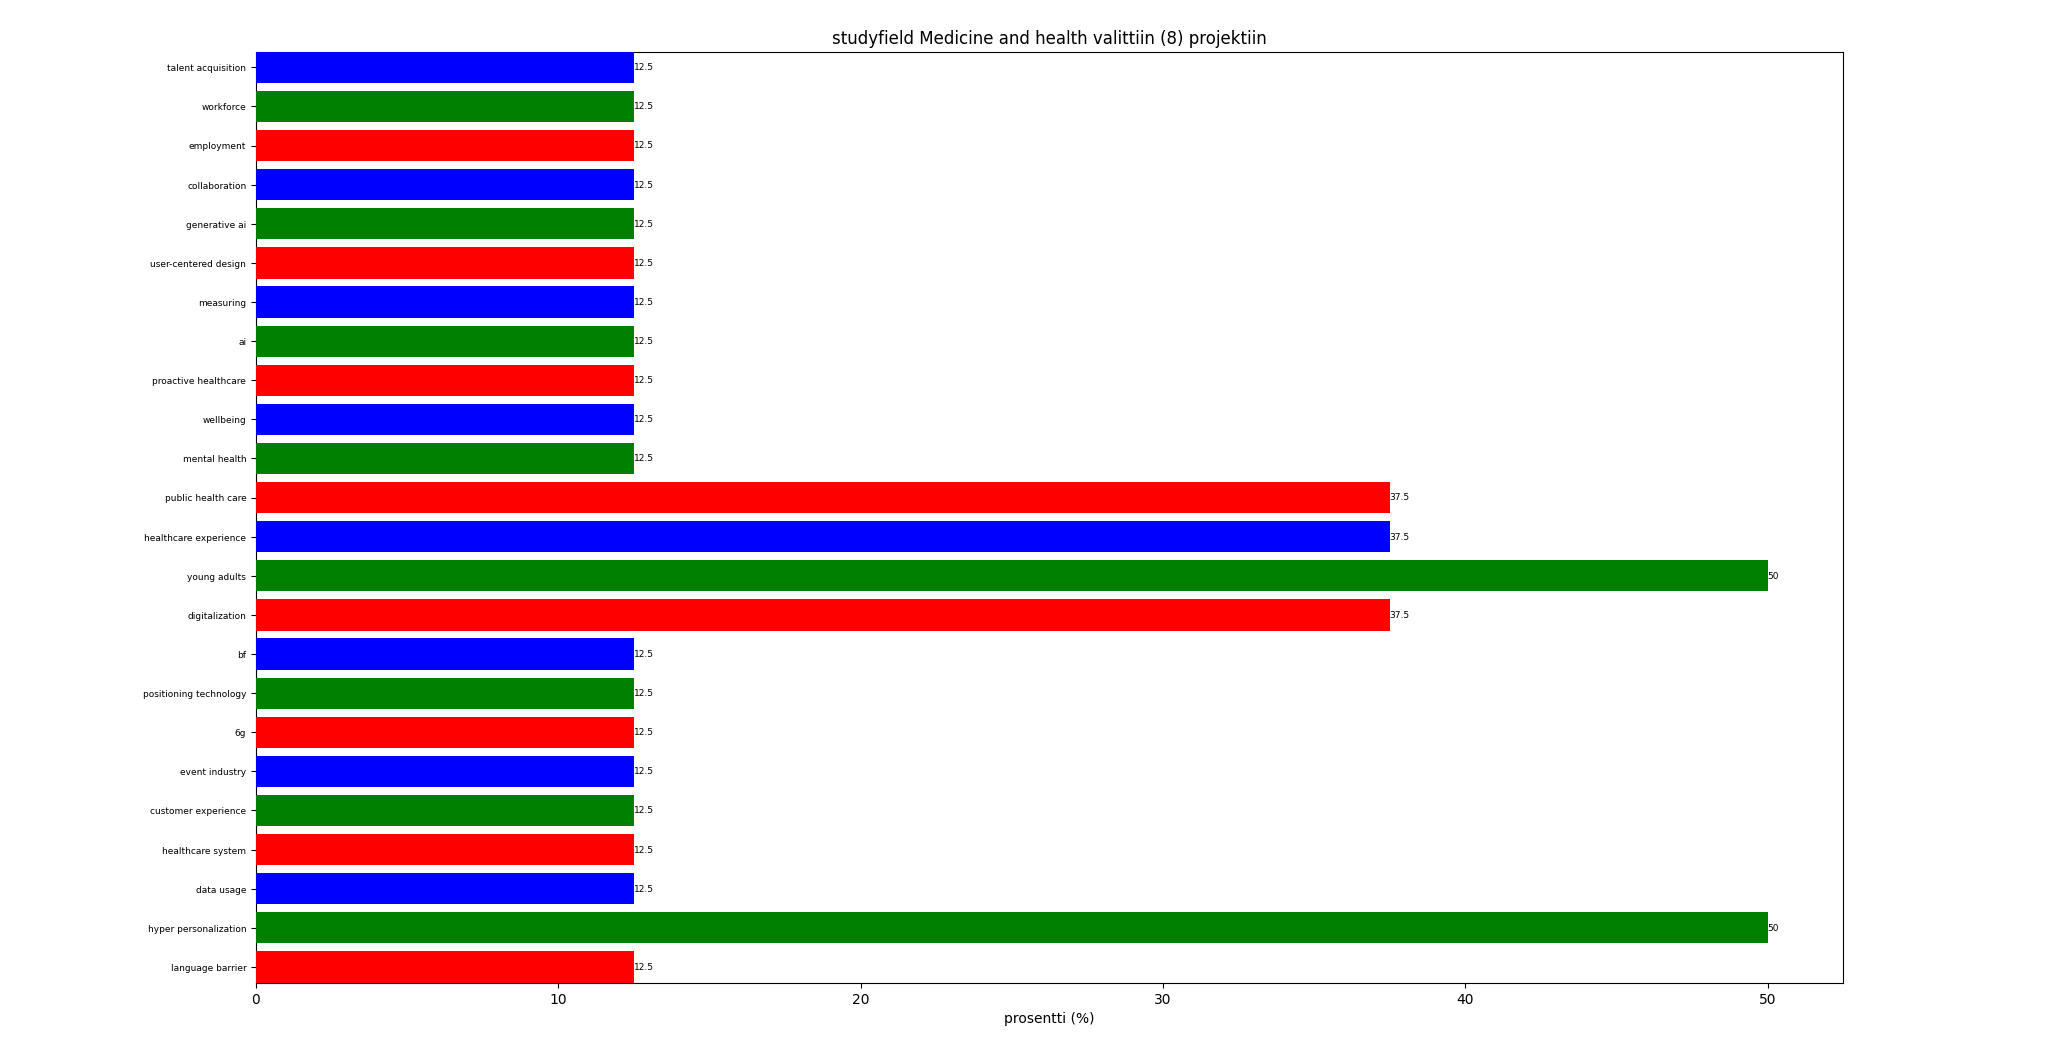 studyfield Medicine and health valittiin (8) projektiin
talent acquisition 12.5
workforce 12.5
employment 12.5
collaboration 12.5
generative ai 12.5
user-centered design 12.5
measuring 12.5
ai 12.5
proactive healthcare 12.5
wellbeing 12.5
mental health 12.5
public health care 37.5
healthcare experience 37.5
young adults 50
digitalization 37.5
bf 12.5
positioning technology 12.5
6g 12.5
event industry 12.5
customer experience 12.5
healthcare system 12.5
data usage 12.5
hyper personalization 50
language barrier 12.5
0 10 20 30 40 50
prosentti (%)